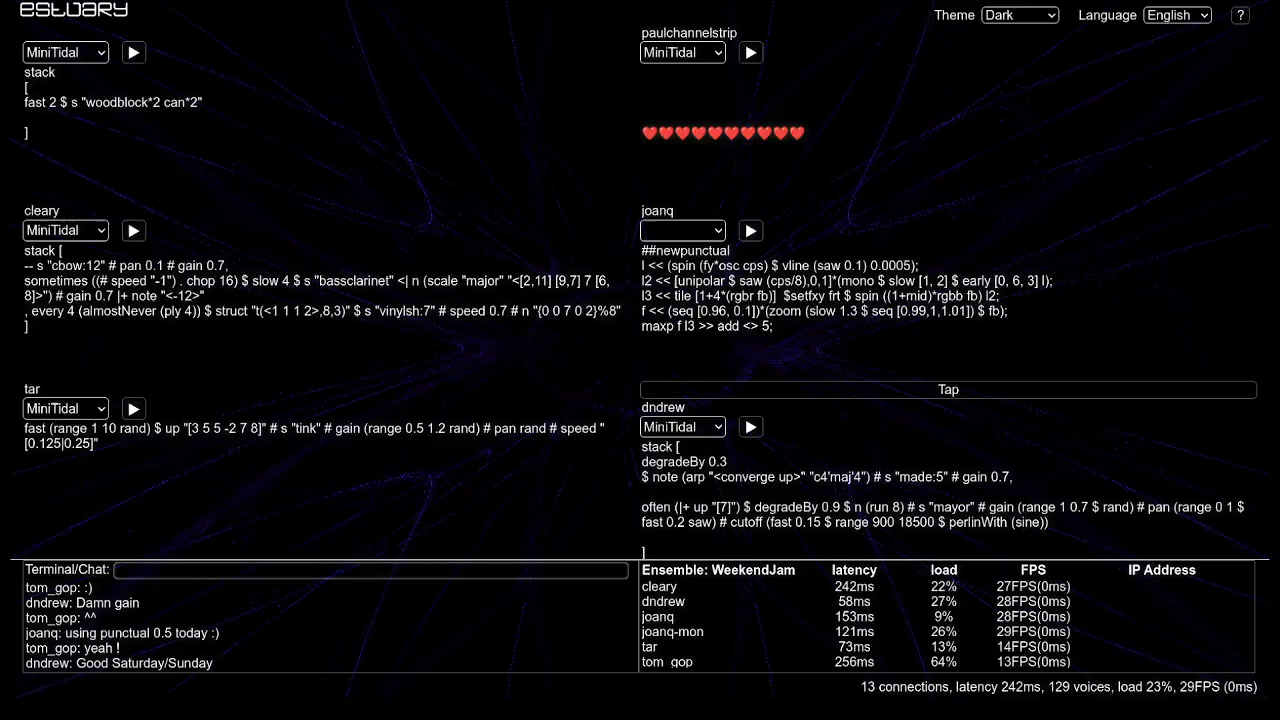 estuary
Theme Dark Language English ?
MiniTidal
stack
[
fast 2 $ s "woodblock*2 can*2"
]
paulchannelstrip
MiniTidal
❤️❤️❤️❤️❤️❤️❤️❤️❤️❤️
cleary
MiniTidal
stack [
-- s "cbow:12" # pan 0.1 # gain 0.7,
sometimes ((# speed "-1") . chop 16) $ slow 4 $ s "bassclarinet" <| n (scale "major" "<[2,11] [9,7] 7 [6,
8]>") # gain 0.7 |+ note "<-12>"
, every 4 (almostNever (ply 4)) $ struct "t(<1 1 1 2>,8,3)" $ s "vinylsh:7" # speed 0.7 # n "{0 0 7 0 2}%8"
]
joanq
##newpunctual
l << (spin (fy*osc cps) $ vline (saw 0.1) 0.0005);
l2 << [unipolar $ saw (cps/8),0,1]*(mono $ slow [1, 2] $ early [0, 6, 3] l);
l3 << tile [1+4*(rgbr fb)]  $setfxy frt $ spin ((1+mid)*rgbb fb) l2;
f << (seq [0.96, 0.1])*(zoom (slow 1.3 $ seq [0.99,1,1.01]) $ fb);
maxp f l3 >> add <> 5;
tar
MiniTidal
fast (range 1 10 rand) $ up "[3 5 5 -2 7 8]" # s "tink" # gain (range 0.5 1.2 rand) # pan rand # speed "
[0.125|0.25]"
Tap
dndrew
MiniTidal
stack [
degradeBy 0.3
$ note (arp "<converge up>" "c4'maj'4") # s "made:5" # gain 0.7,
often (|+ up "[7]") $ degradeBy 0.9 $ n (run 8) # s "mayor" # gain (range 1 0.7 $ rand) # pan (range 0 1 $
fast 0.2 saw) # cutoff (fast 0.15 $ range 900 18500 $ perlinWith (sine))
]
Terminal/Chat:
tom_gop: :)
dndrew: Damn gain
tom_gop: ^^
joanq: using punctual 0.5 today :)
tom_gop: yeah !
dndrew: Good Saturday/Sunday
Ensemble: WeekendJam latency load FPS IP Address
cleary 242ms 22% 27FPS(0ms)
dndrew 58ms 27% 28FPS(0ms)
joanq 153ms 9% 28FPS(0ms)
joanq-mon 121ms 26% 29FPS(0ms)
tar 73ms 13% 14FPS(0ms)
tom_gop 256ms 64% 13FPS(0ms)
13 connections, latency 242ms, 129 voices, load 23%, 29FPS (0ms)